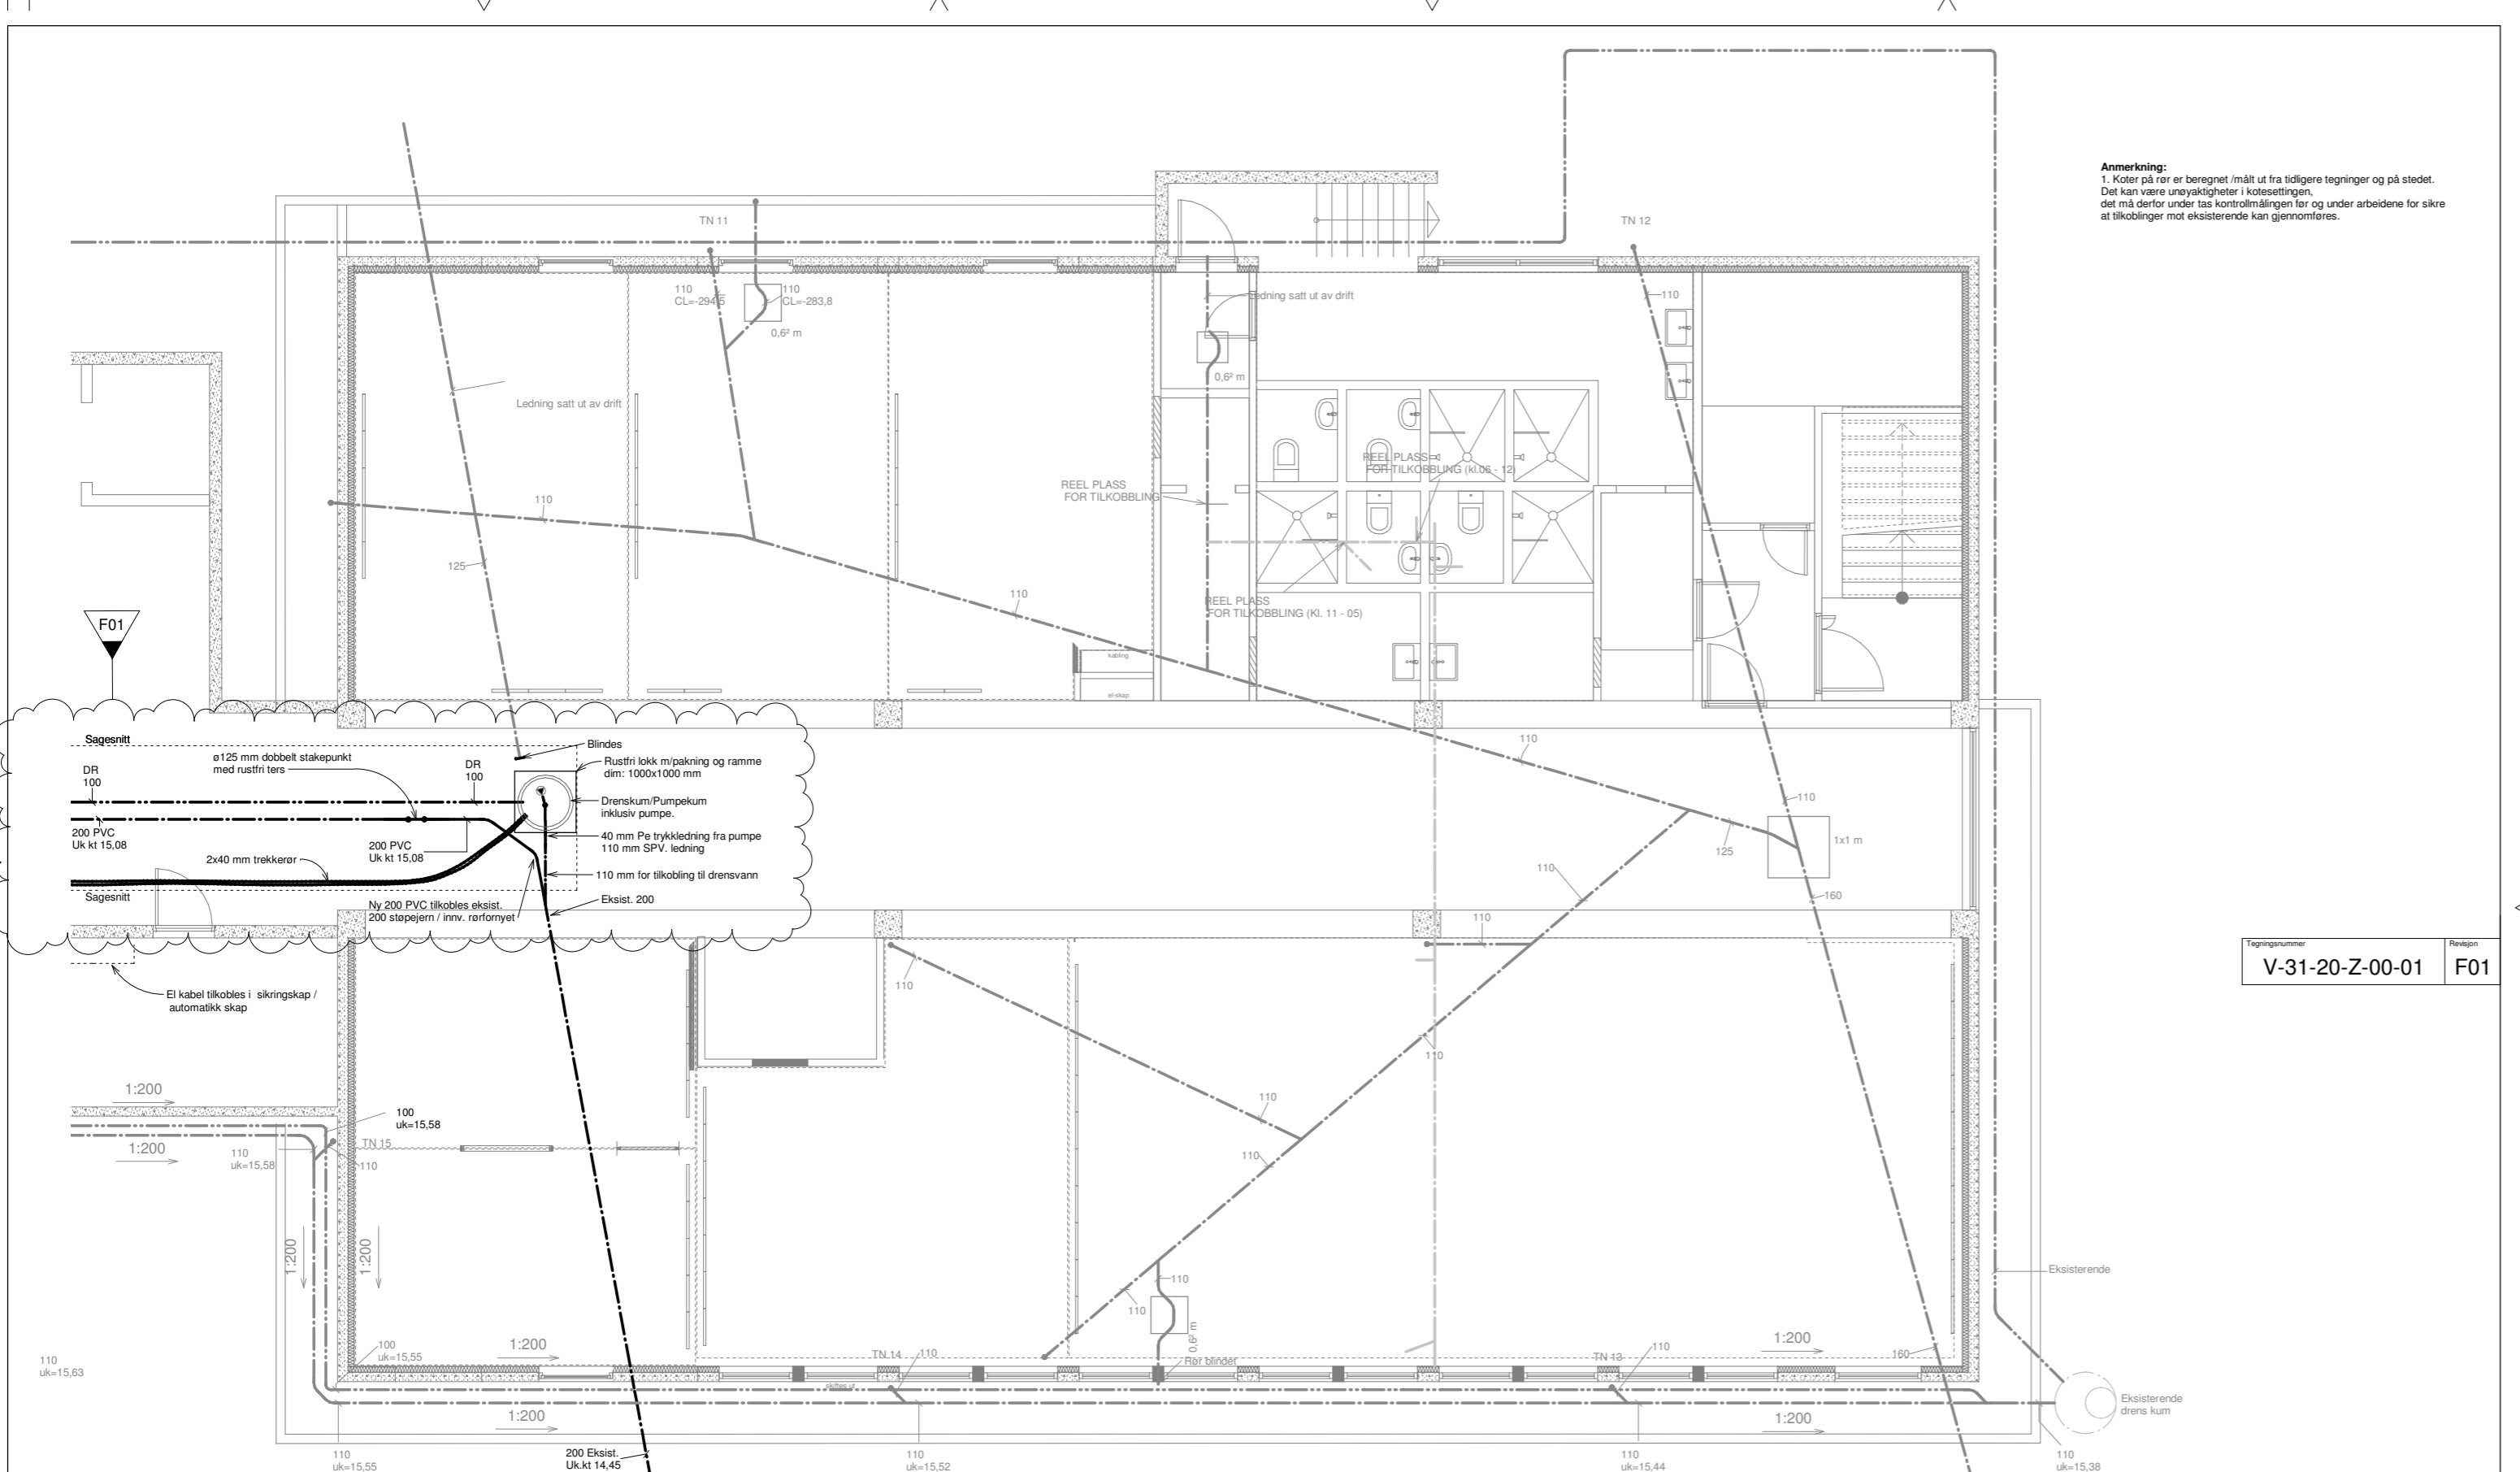 Anmerkning:
1. Koter på rør er beregnet /målt ut fra tidligere tegninger og på stedet.
Det kan være unøyaktigheter i kotesettingen,
det må derfor under tas kontrollmålingen før og under arbeidene for sikre
at tilkoblinger mot eksisterende kan gjennomføres.
TN 11
TN 12
110
CL=-294,5
110
CL=-283,8
0,6² m
Ledning satt ut av drift
110
0,6² m
Ledning satt ut av drift
REEL PLASS
FOR TILKOBBLING (kl.06 - 12)
REEL PLASS
FOR TILKOBBLING
110
125
110
REEL PLASS
FOR TILKOBBLING (Kl. 11 - 05)
F01
kabling
el-skap
Sagesnitt
Blindes
ø125 mm dobbelt stakepunkt
med rustfri ters
DR
100
DR
100
Rustfri lokk m/pakning og ramme
dim: 1000x1000 mm
Drenskum/Pumpekum
inklusiv pumpe.
200 PVC
Uk kt 15,08
200 PVC
Uk kt 15,08
40 mm Pe trykkledning fra pumpe
110 mm SPV. ledning
2x40 mm trekkerør
110 mm for tilkobling til drensvann
Sagesnitt
Ny 200 PVC tilkobles eksist.
200 støpejern / innv. rørfornyet
Eksist. 200
110
110
125
1x1 m
110
160
110
110
El kabel tilkobles i sikringskap /
automatikk skap
Tegningsnummer
V-31-20-Z-00-01
Revisjon
F01
110
110
110
1:200
100
uk=15,58
1:200
TN 15
110
uk=15,58
110
1:200
1:200
110
110
0,6² m
Eksisterende
1:200
100
uk=15,55
110
uk=15,63
TN 14
110
Rør blindet
TN 13
110
1:200
160
skiftes ut
1:200
1:200
Eksisterende
drens kum
110
uk=15,55
200 Eksist.
Uk.kt 14,45
110
uk=15,52
110
uk=15,44
110
uk=15,38